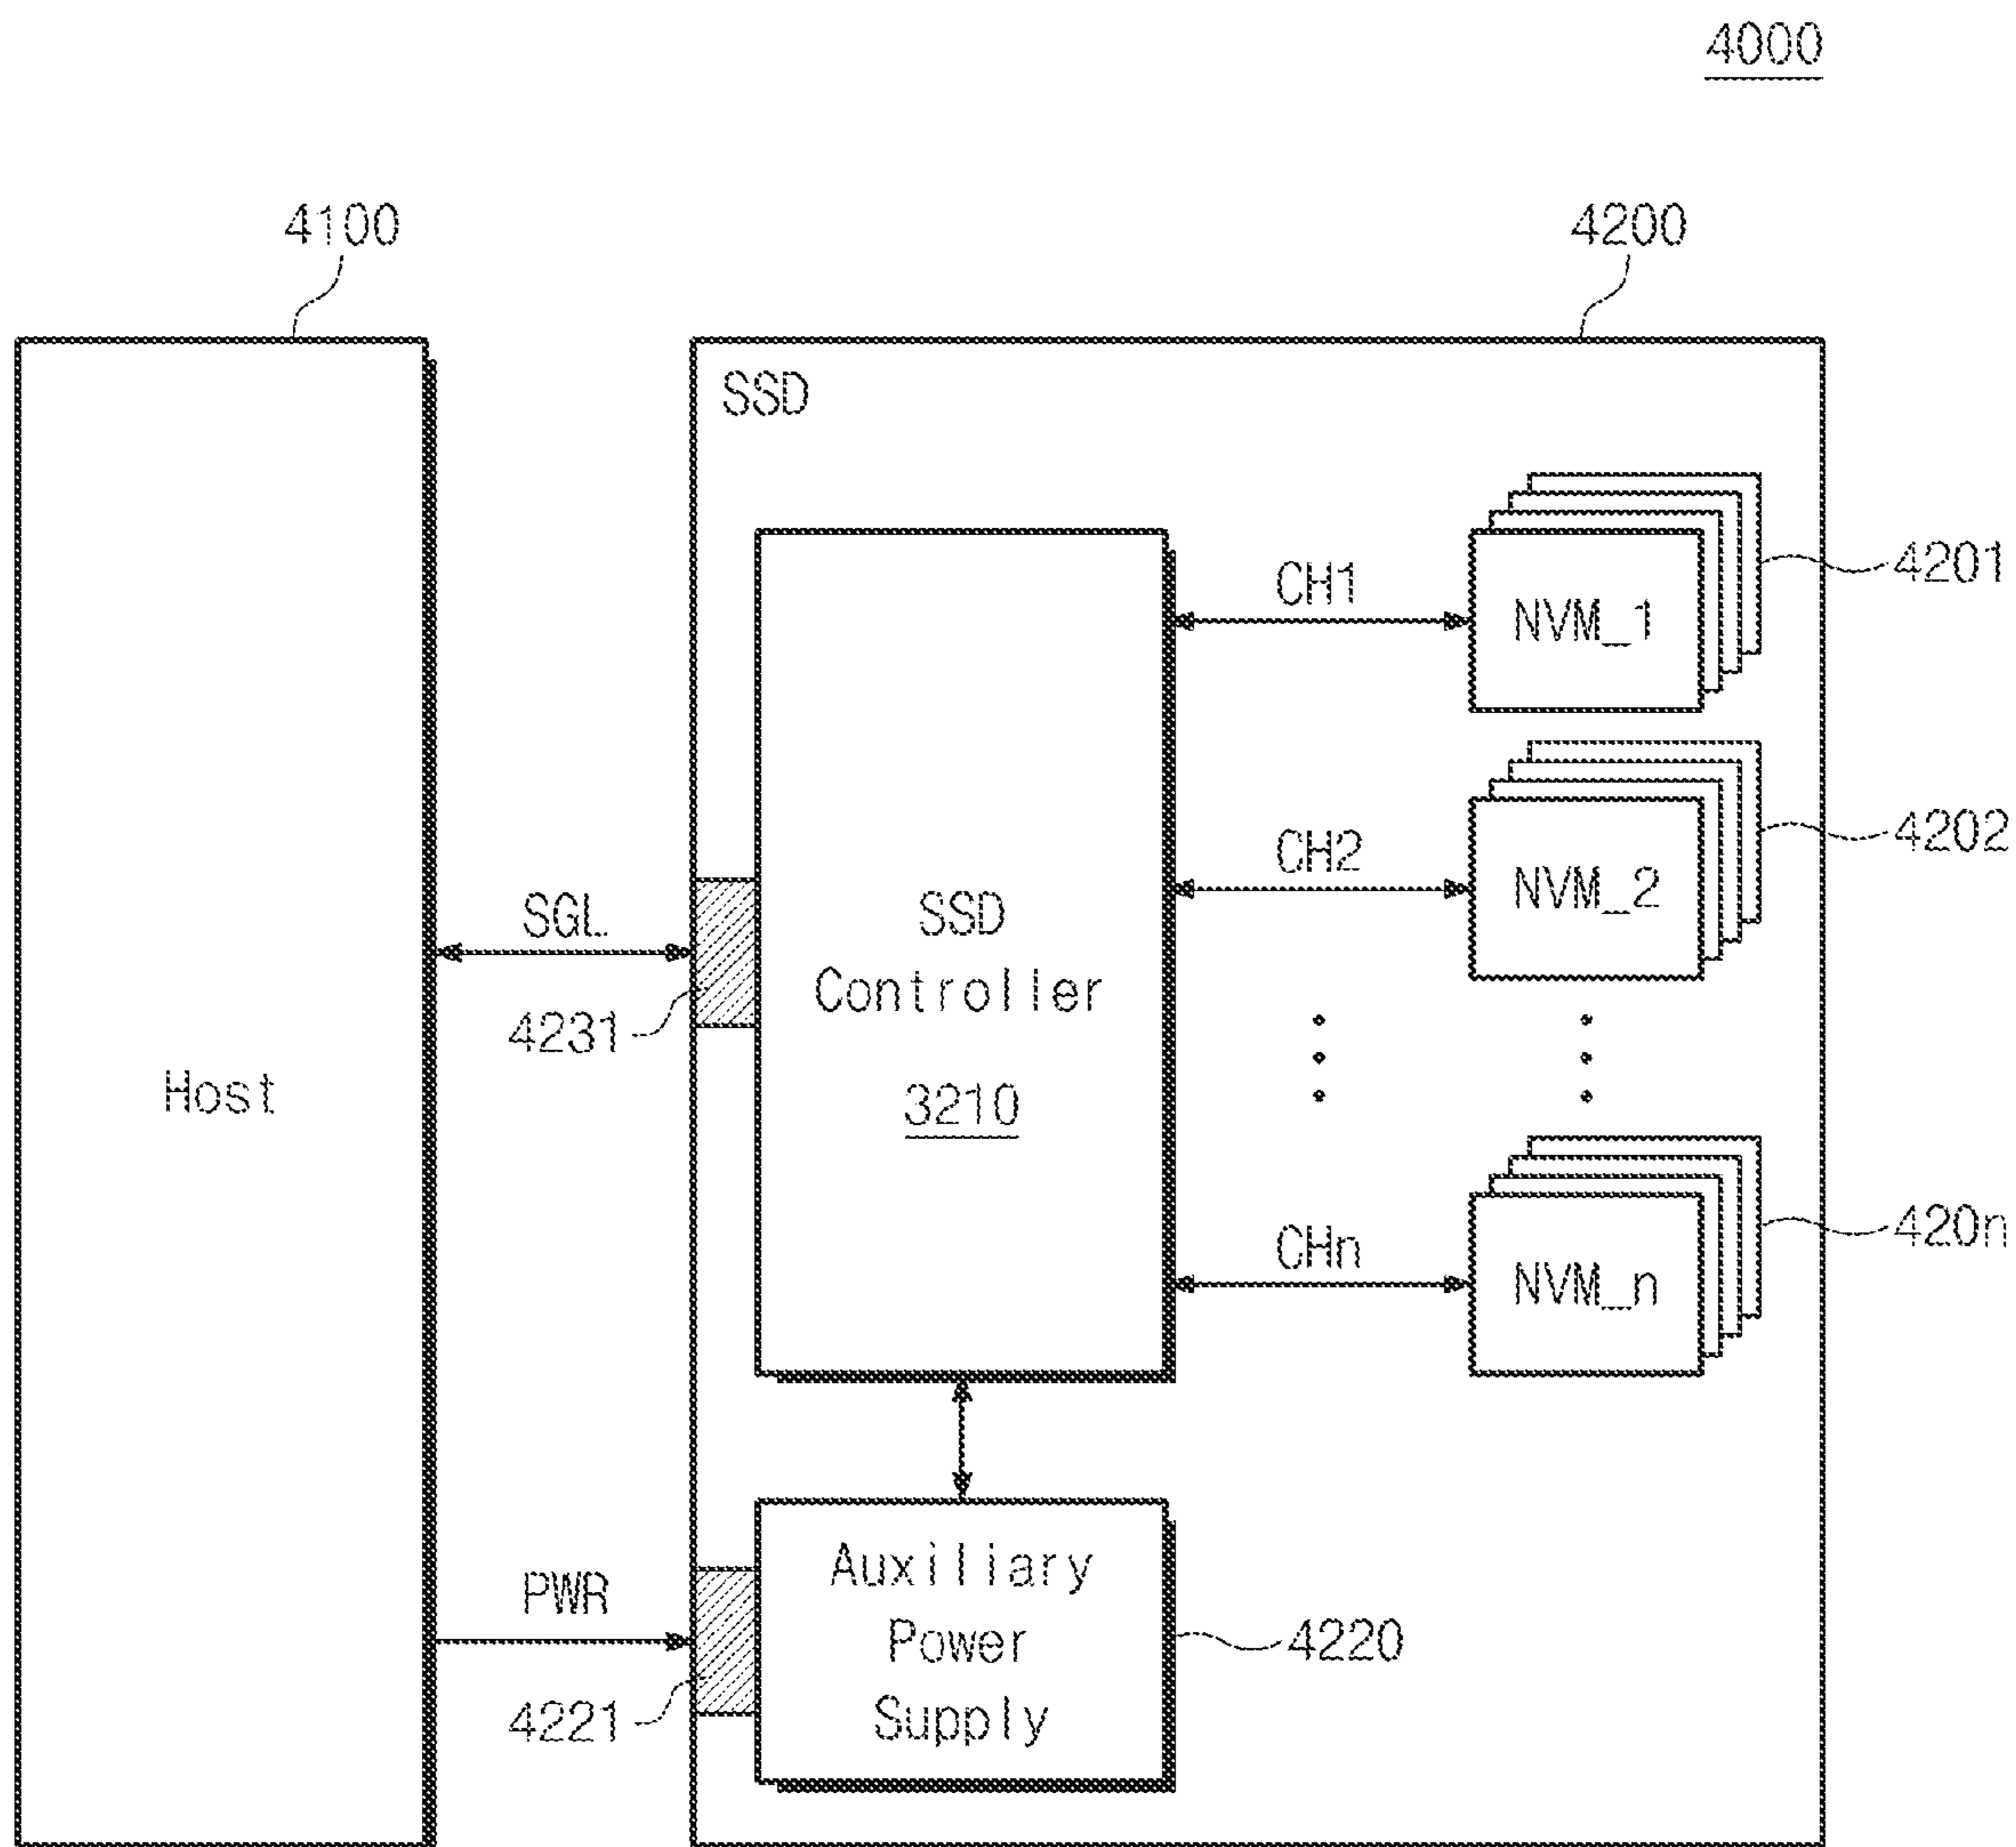 4000
4100
4200
SSD
4201
CH1
NVM_1
4202
CH2
NVM_2
SGL
SSD
Controller
3210
4231
Host
420n
CHn
NVM_n
PWR
Auxiliary
Power
Supply
4220
4221